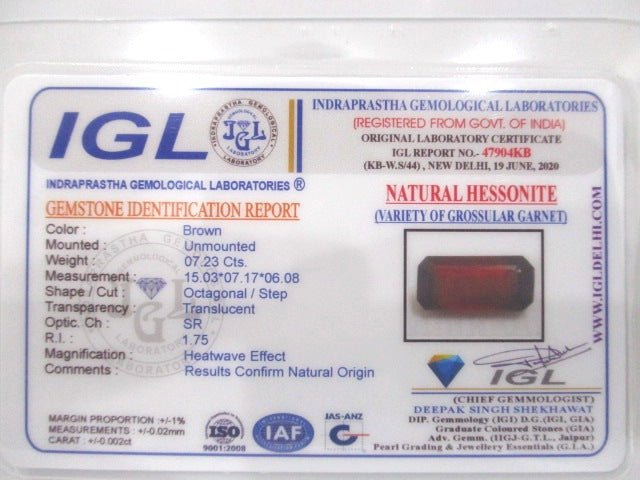 IGL
INDRAPRASTHA GEMOLOGICAL LABORATORY
JGL
INDRAPRASTHA GEMOLOGICAL LABORATORIES ®
GEMSTONE IDENTIFICATION REPORT
Color : Brown
Mounted : Unmounted
Weight : 07.23 Cts.
Measurement : 15.03*07.17*06.08
Shape / Cut : Octagonal / Step
Transparency : Translucent
Optic. Ch : SR
R.I. : 1.75
Magnification : Heatwave Effect
Comments : Results Confirm Natural Origin
MARGIN PROPORTION : +/-1%
MEASUREMENTS : +/-0.02mm
CARAT : +/-0.002ct
ISO
9001:2008
IAF
JAS-ANZ
INDRAPRASTHA GEMOLOGICAL LABORATORIES
(REGISTERED FROM GOVT. OF INDIA)
ORIGINAL LABORATORY CERTIFICATE
IGL REPORT NO.- 47904KB
(KB-W.S/44) , NEW DELHI, 19 JUNE, 2020
NATURAL HESSONITE
(VARIETY OF GROSSULAR GARNET)
WWW.IGLDELHI.COM
IGL
(CHIEF GEMMOLOGIST)
DEEPAK SINGH SHEKHAWAT
DIP. Gemmology (IGI) D.G.(IGI, GIA)
Graduate Coloured Stones (GIA)
Adv. Gemm. (IIGJ-G.T.L., Jaipur)
Pearl Grading & Jewellery Essentials (G.I.A.)